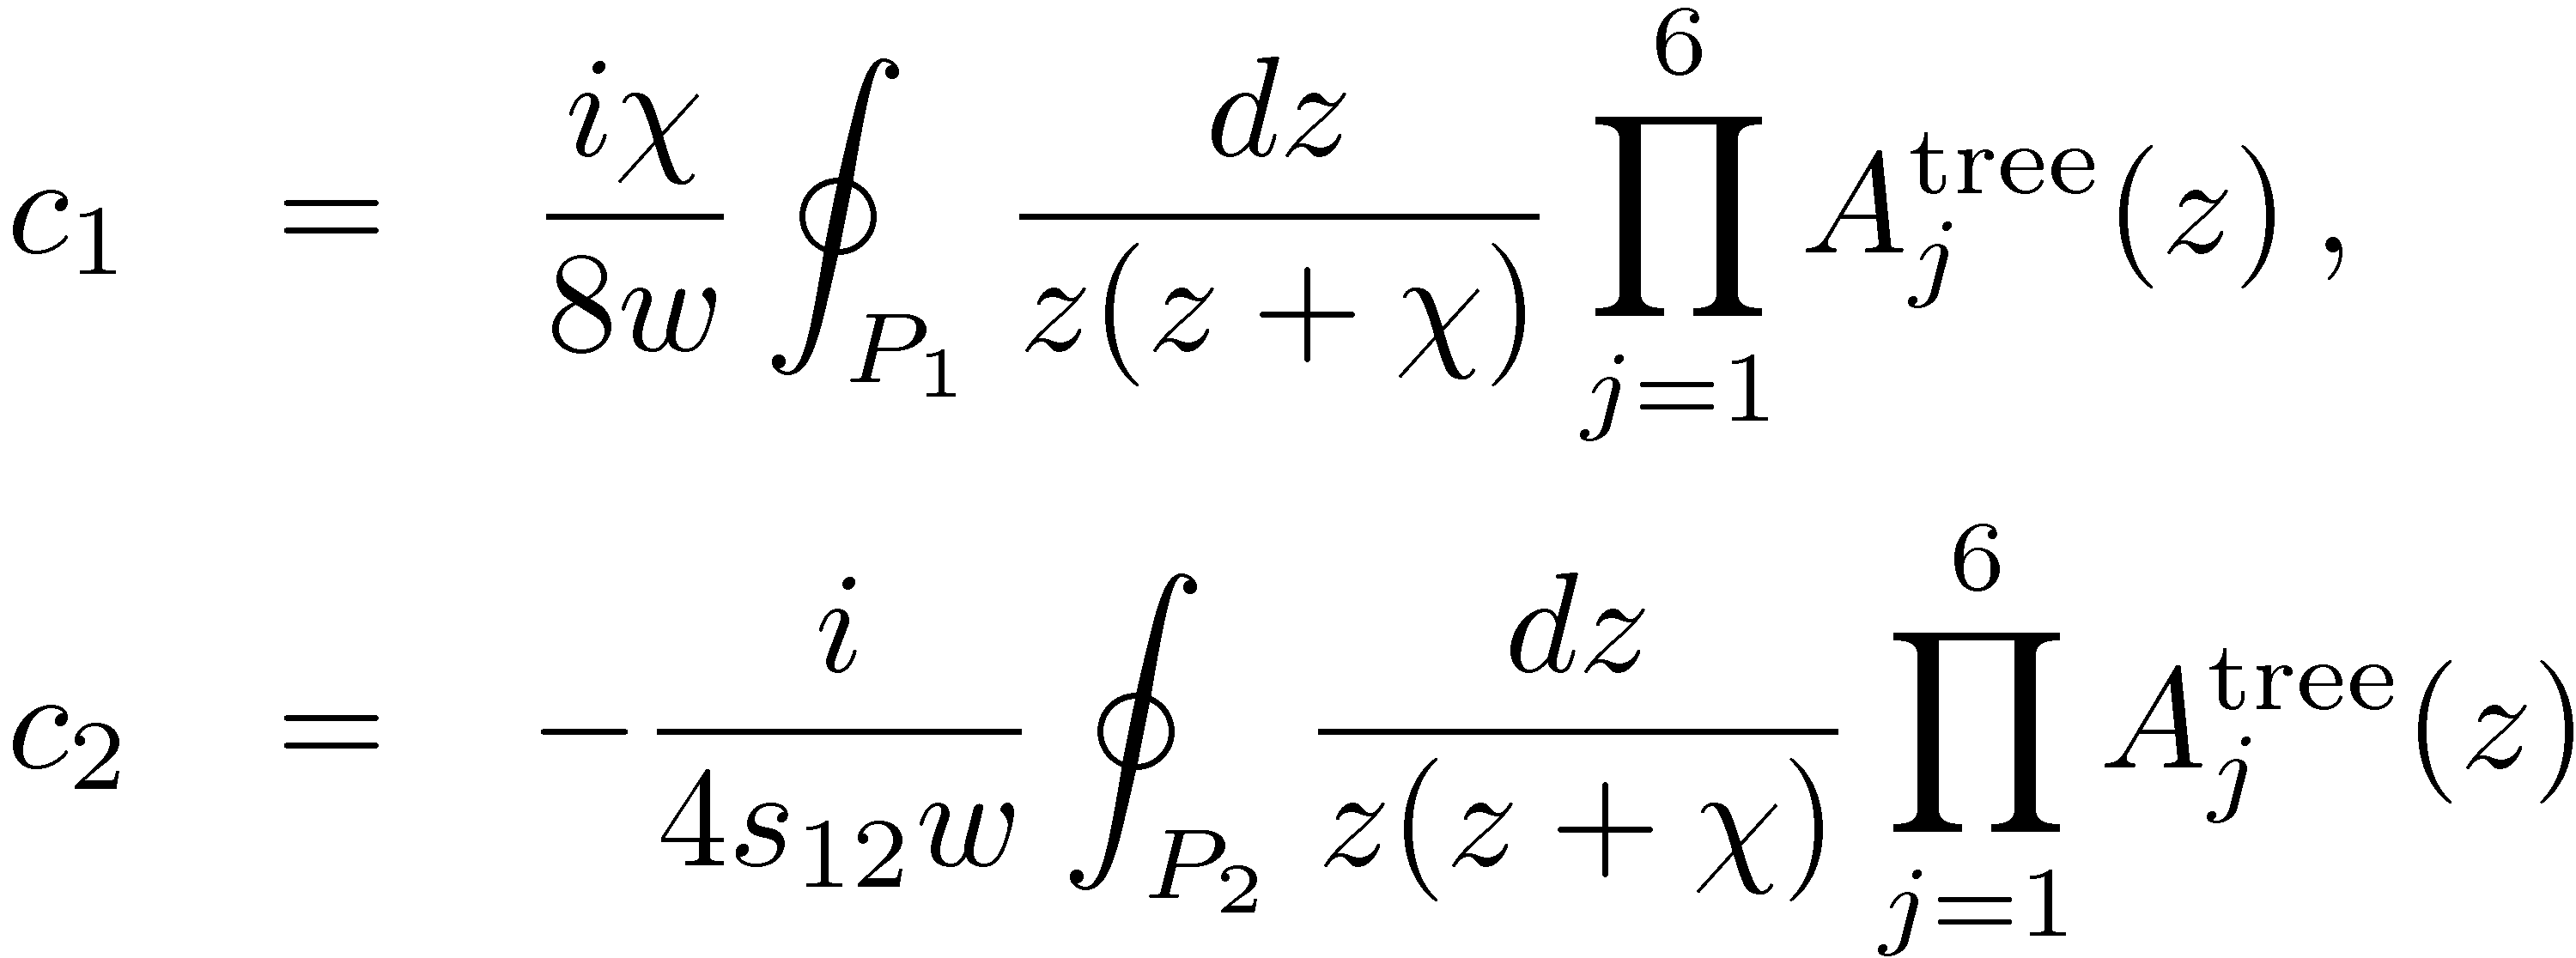 c_1 = \frac{i\chi}{8w} \oint_{P_1} \frac{dz}{z(z+\chi)} \prod_{j=1}^{6} A_j^{\text{tree}}(z) ,
c_2 = -\frac{i}{4s_{12}w} \oint_{P_2} \frac{dz}{z(z+\chi)} \prod_{j=1}^{6} A_j^{\text{tree}}(z)